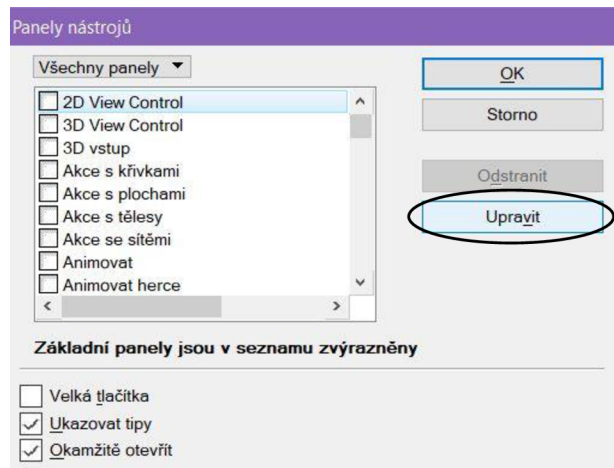 Panely nástrojů
Všechny panely
OK
2D View Control
3D View Control
3D vstup
Akce s křivkami
Akce s plochami
Akce s tělesy
Akce se sítěmi
Animovat
Animovat herce
Storno
Odstranit
Upravit
Základní panely jsou v seznamu zvýrazněny
Velká tlačítka
Ukazovat tipy
Okamžitě otevřít